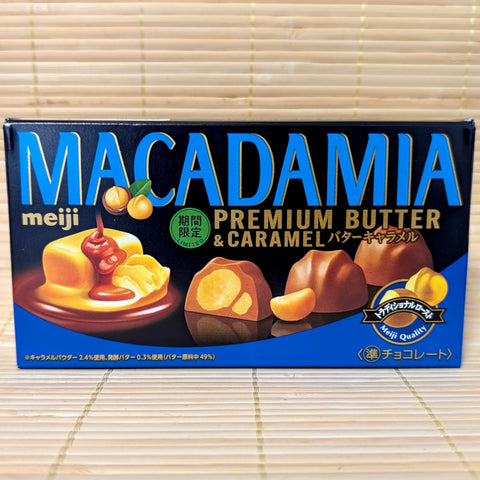 MACADAMIA
meiji
期間
限定
LIMITED
PREMIUM BUTTER
& CARAMEL バターキャラメル
トラディショナルロースト
Meiji Quality
※キャラメルパウダー 2.4%使用、発酵バター 0.3%使用(バター原料中 49%)
〈準チョコレート〉